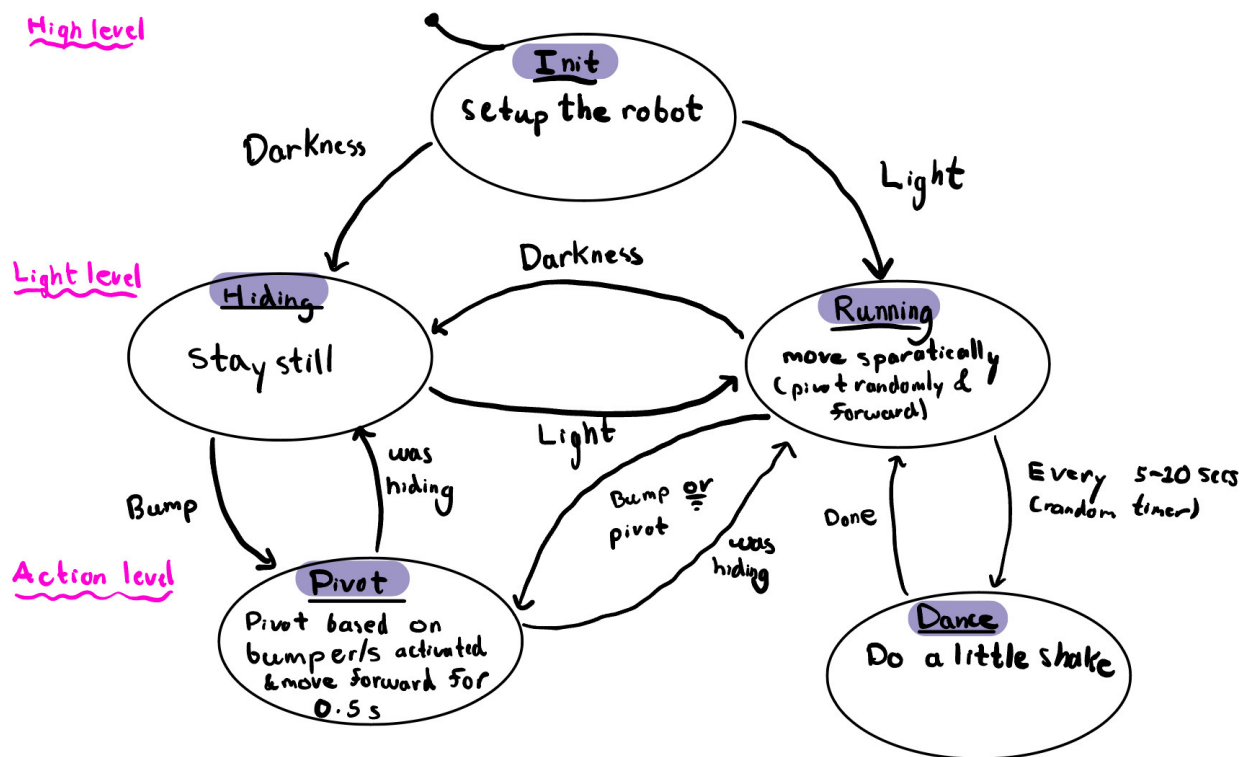 High level
Init
setup the robot
Darkness
Light
Light level
Hiding
Stay still
Darkness
Light
Running
move sparatically
(pivot randomly &
forward)
Bump
was
hiding
Bump or
pivot
was
hiding
Done
Every 5-10 secs
(random timer)
Action level
Pivot
Pivot based on
bumper/s activated
& move forward for
0.5s
Dance
Do a little shake